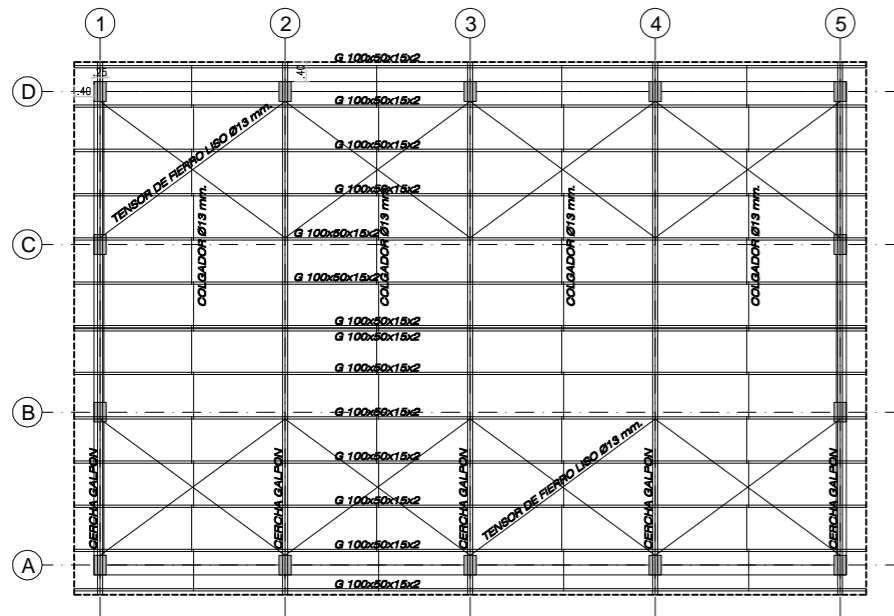 1 2 3 4 5
G 100x50x15x2
.25 .40
D .40
G 100x50x15x2
TENSOR DE FIERRO LISO Ø13 mm.
G 100x50x15x2
G 100x50x15x2
COLGADOR Ø13 mm.
COLGADOR Ø13 mm.
COLGADOR Ø13 mm.
COLGADOR Ø13 mm.
G 100x50x15x2
C
G 100x50x15x2
G 100x50x15x2
G 100x50x15x2
G 100x50x15x2
B
G 100x50x15x2
TENSOR DE FIERRO LISO Ø13 mm.
G 100x50x15x2
CERCHA GALPON
CERCHA GALPON
CERCHA GALPON
CERCHA GALPON
CERCHA GALPON
G 100x50x15x2
G 100x50x15x2
A
G 100x50x15x2